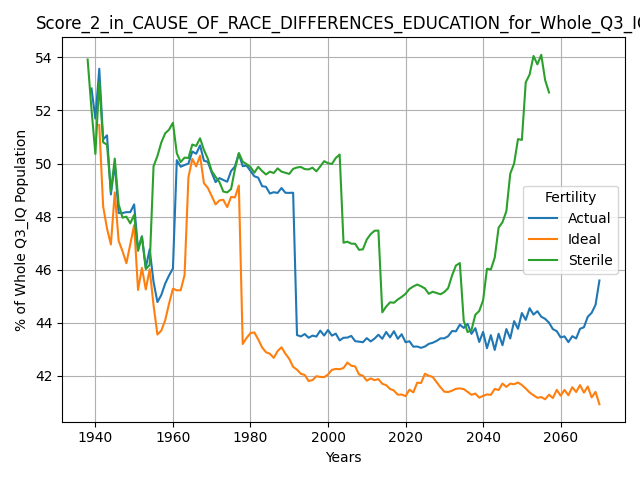 Score_2_in_CAUSE_OF_RACE_DIFFERENCES_EDUCATION_for_Whole_Q3_IQ
% of Whole Q3_IQ Population
54
52
50
48
46
44
42
Fertility
Actual
Ideal
Sterile
1940 1960 1980 2000 2020 2040 2060
Years